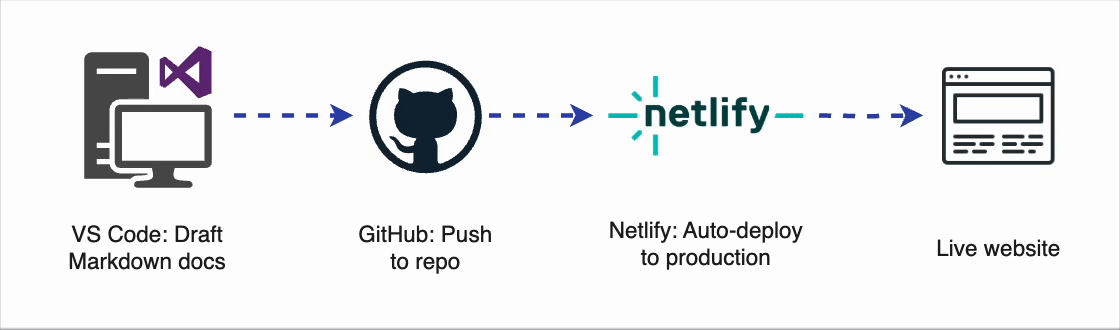 netlify
VS Code: Draft
Markdown docs
GitHub: Push
to repo
Netlify: Auto-deploy
to production
Live website